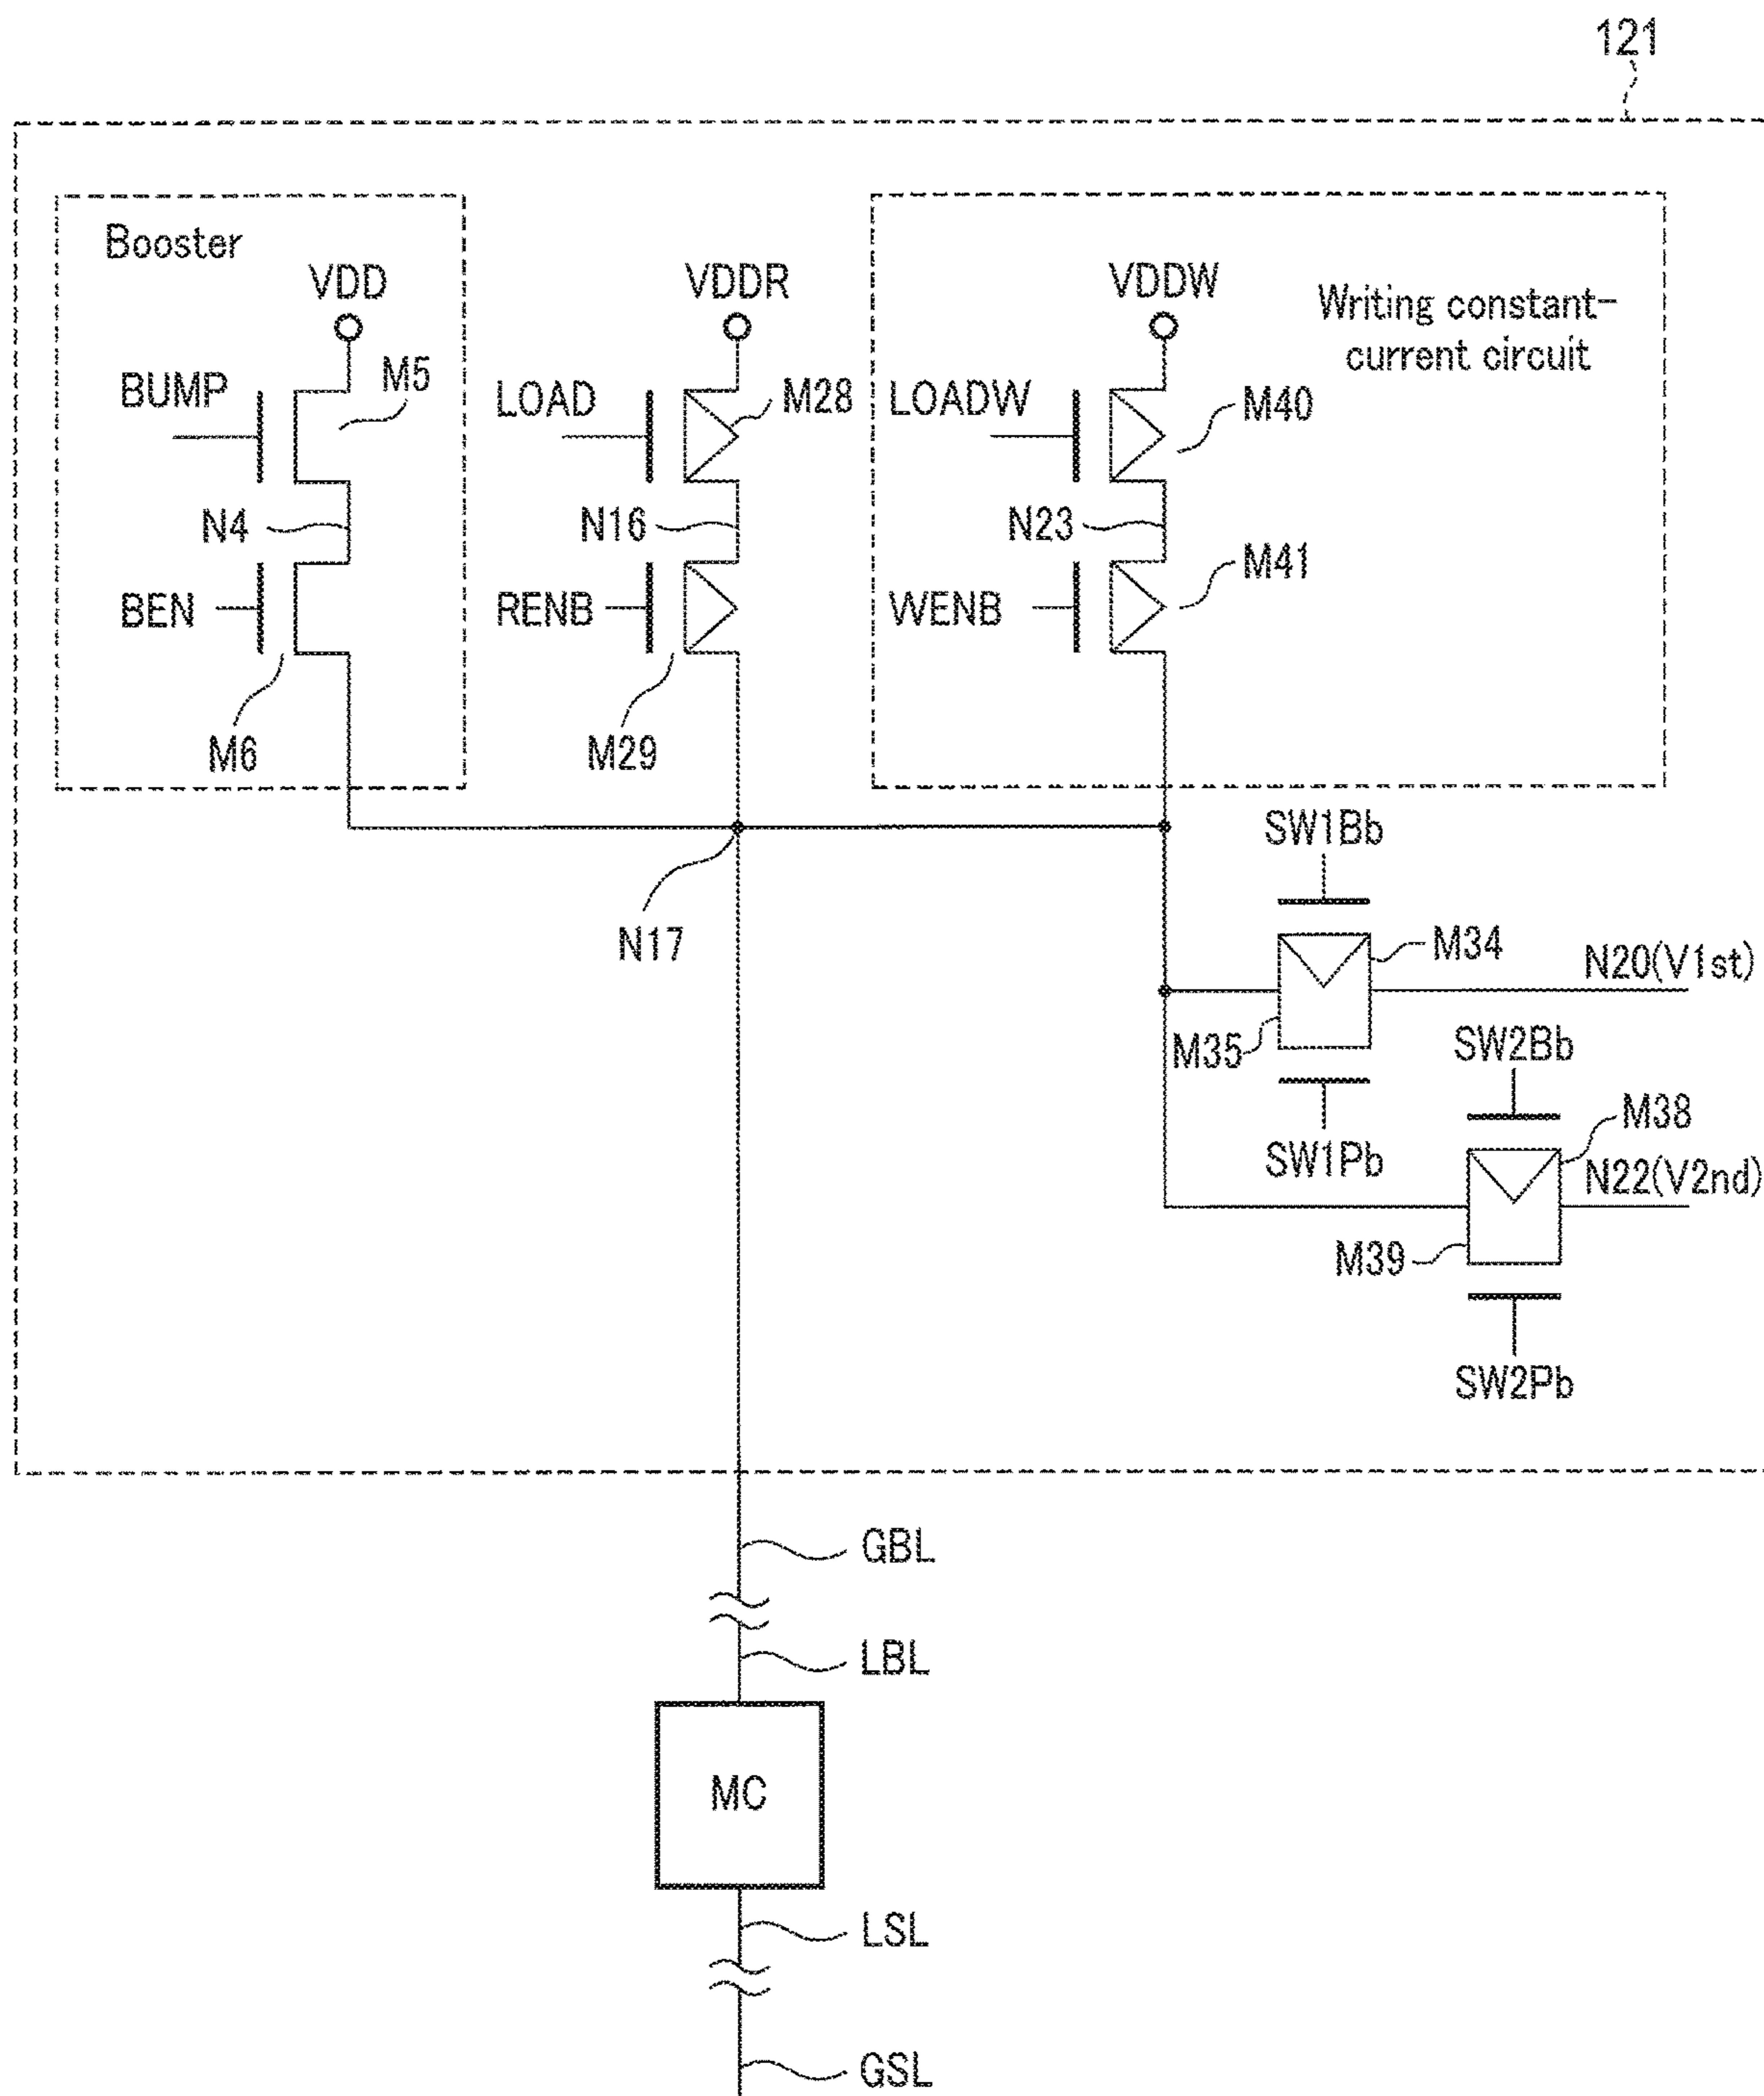 121
Booster
VDD
VDDR
VDDW
Writing constant-
current circuit
BUMP
M5
LOAD
M28
LOADW
M40
N4
N16
N23
BEN
RENB
WENB
M41
M6
M29
SW1Bb
N17
M34
N20(V1st)
M35
SW2Bb
SW1Pb
M38
N22(V2nd)
M39
SW2Pb
GBL
LBL
MC
LSL
GSL